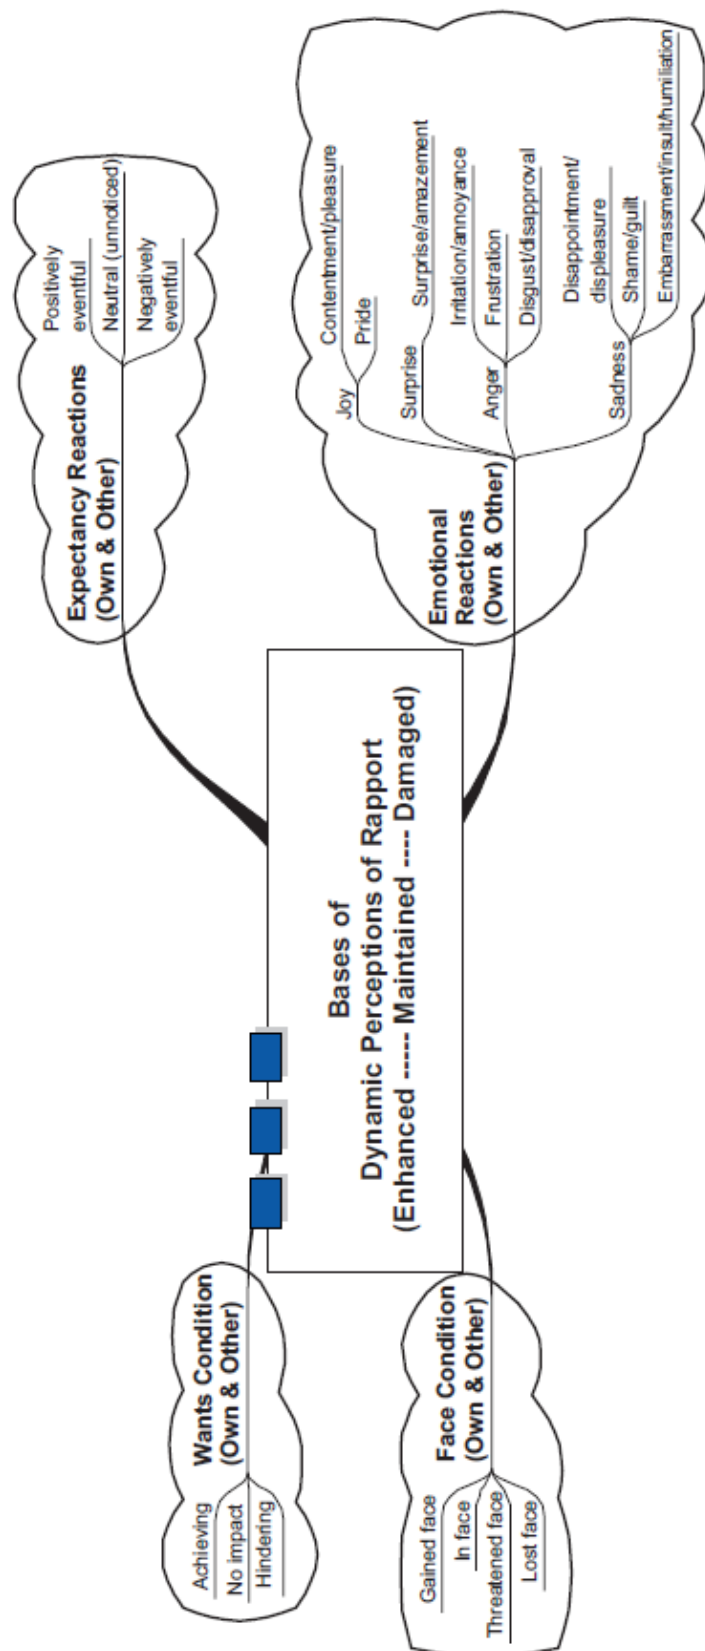 Bases of
Dynamic Perceptions of Rapport
(Enhanced ----- Maintained ---- Damaged)
Wants Condition
(Own & Other)
Achieving
No impact
Hindering
Expectancy Reactions
(Own & Other)
Positively
eventful
Neutral (unnoticed)
Negatively
eventful
Face Condition
(Own & Other)
Gained face
In face
Threatened face
Lost face
Emotional
Reactions
(Own & Other)
Joy
Contentment/pleasure
Pride
Surprise
Surprise/amazement
Anger
Irritation/annoyance
Frustration
Disgust/disapproval
Sadness
Disappointment/
displeasure
Shame/guilt
Embarrassment/insult/humiliation